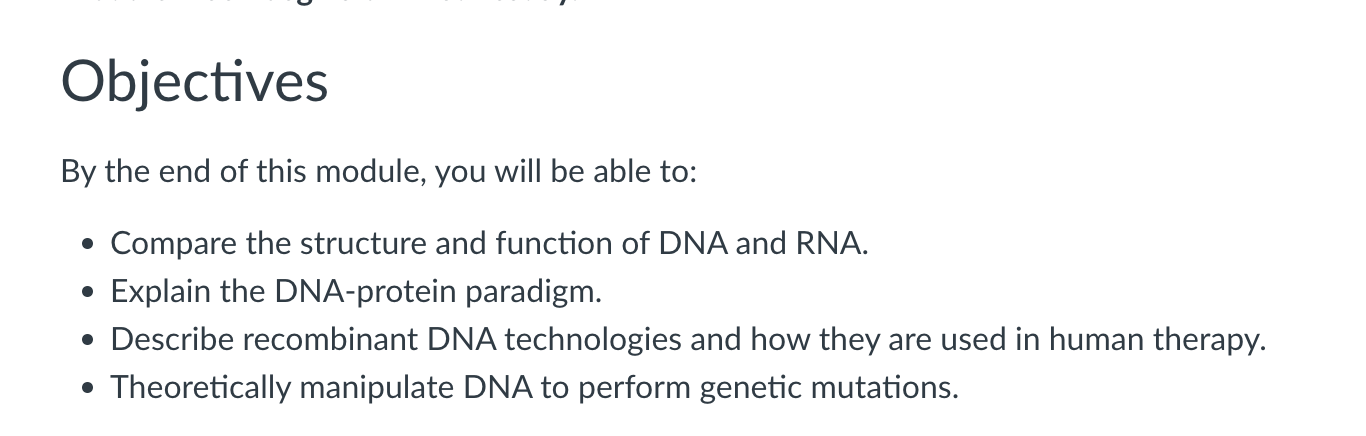 Objectives
By the end of this module, you will be able to:
• Compare the structure and function of DNA and RNA.
• Explain the DNA-protein paradigm.
• Describe recombinant DNA technologies and how they are used in human therapy.
• Theoretically manipulate DNA to perform genetic mutations.